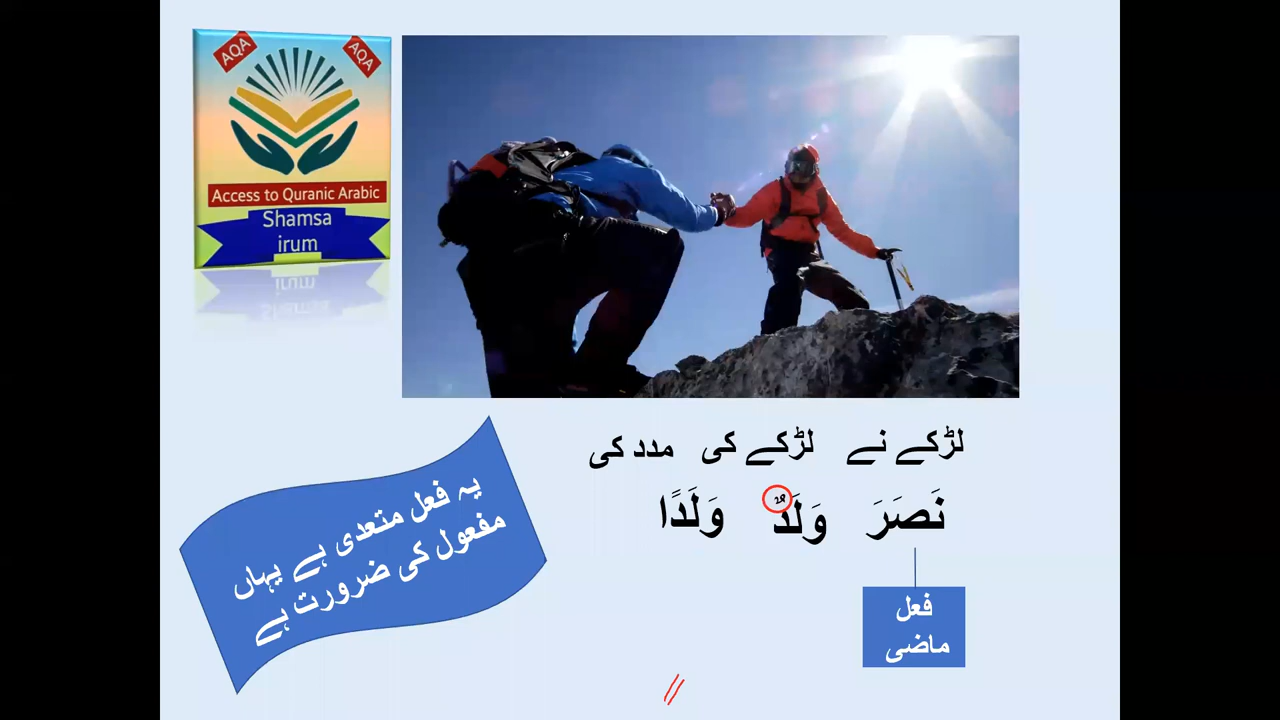 AQA
AQA
Access to Quranic Arabic
Shamsa
irum
لڑکے نے لڑکے کی مدد کی
نَصَرَ وَلَدٌ وَلَدًا
فعل
ماضی
یہ فعل متعدی ہے یہاں
مفعول کی ضرورت ہے